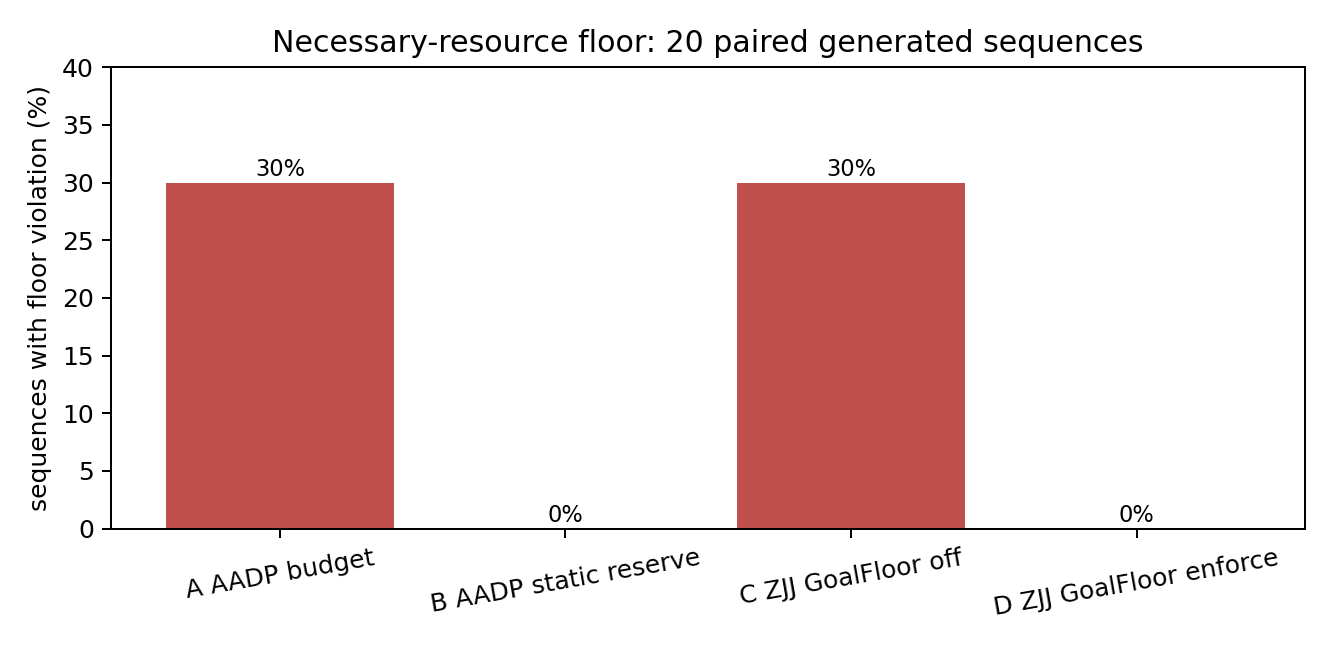 Necessary-resource floor: 20 paired generated sequences
sequences with floor violation (%)
40
35
30
25
20
15
10
5
0
30%
0%
30%
0%
A AADP budget
B AADP static reserve
C ZJJ GoalFloor off
D ZJJ GoalFloor enforce